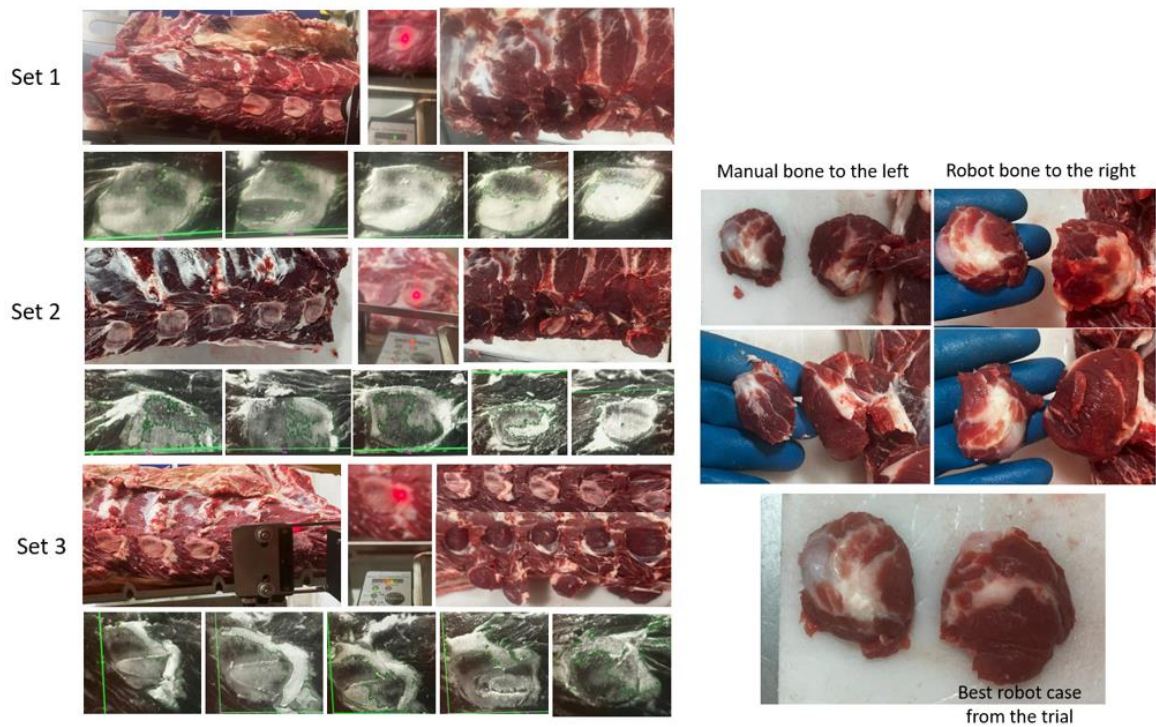 Set 1
Manual bone to the left
Robot bone to the right
Set 2
Set 3
Best robot case
from the trial